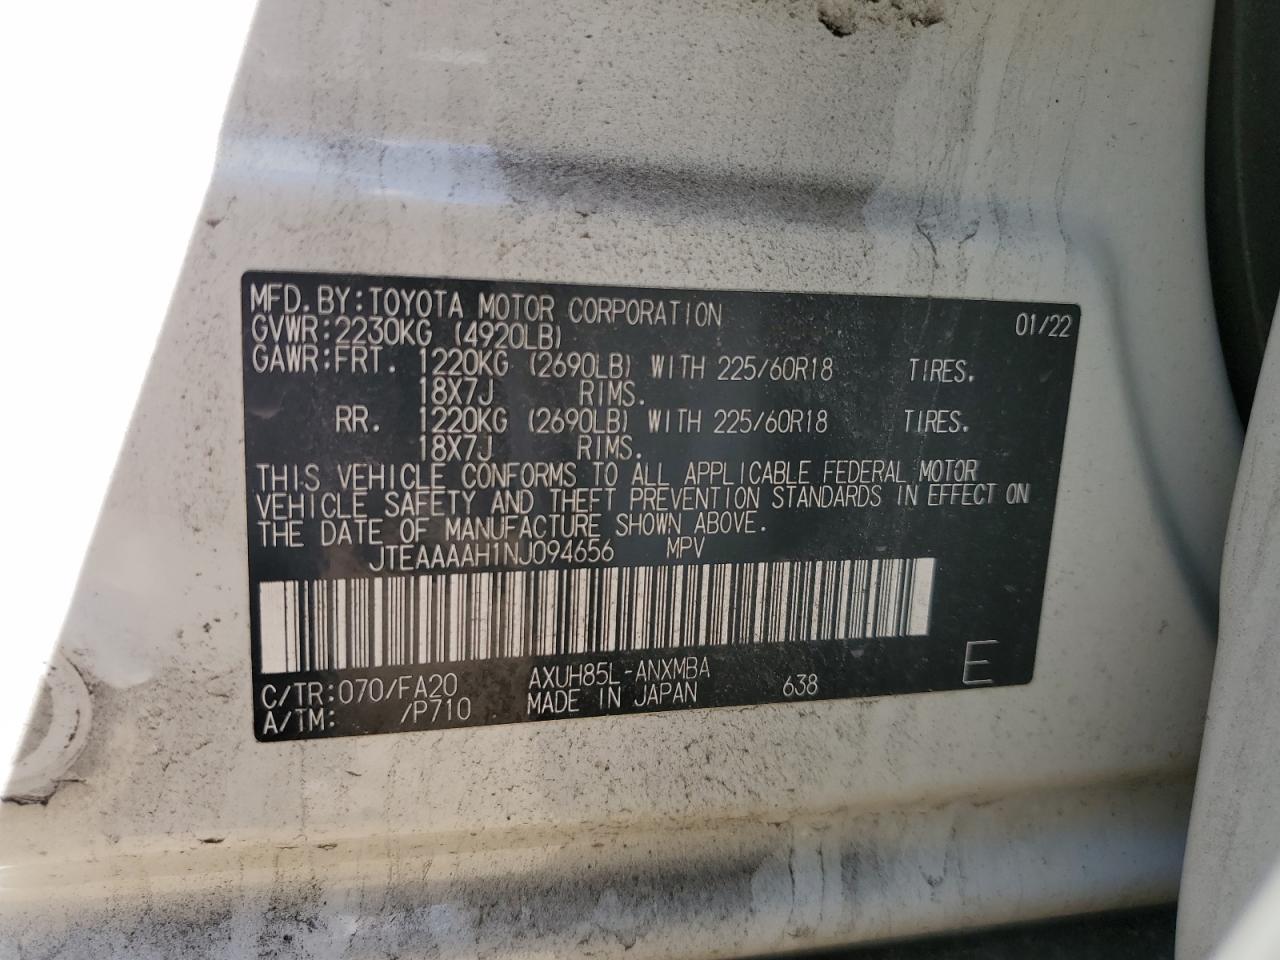 MFD. BY: TOYOTA MOTOR CORPORATION 01/22
GVWR: 2230KG (4920LB)
GAWR: FRT. 1220KG (2690LB) WITH 225/60R18 TIRES.
18X7J RIMS.
RR. 1220KG (2690LB) WITH 225/60R18 TIRES.
18X7J RIMS.
THIS VEHICLE CONFORMS TO ALL APPLICABLE FEDERAL MOTOR
VEHICLE SAFETY AND THEFT PREVENTION STANDARDS IN EFFECT ON
THE DATE OF MANUFACTURE SHOWN ABOVE.
JTEAAAAH1NJ094656 MPV
C/TR: 070/FA20 AXUH85L-ANXMBA
A/TM: /P710 MADE IN JAPAN 638 E